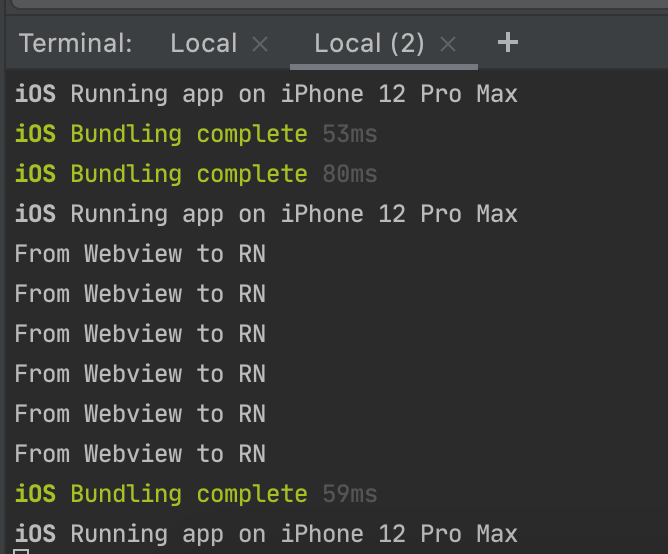 Terminal: Local × Local (2) × +
iOS Running app on iPhone 12 Pro Max
iOS Bundling complete 53ms
iOS Bundling complete 80ms
iOS Running app on iPhone 12 Pro Max
From Webview to RN
From Webview to RN
From Webview to RN
From Webview to RN
From Webview to RN
From Webview to RN
iOS Bundling complete 59ms
iOS Running app on iPhone 12 Pro Max